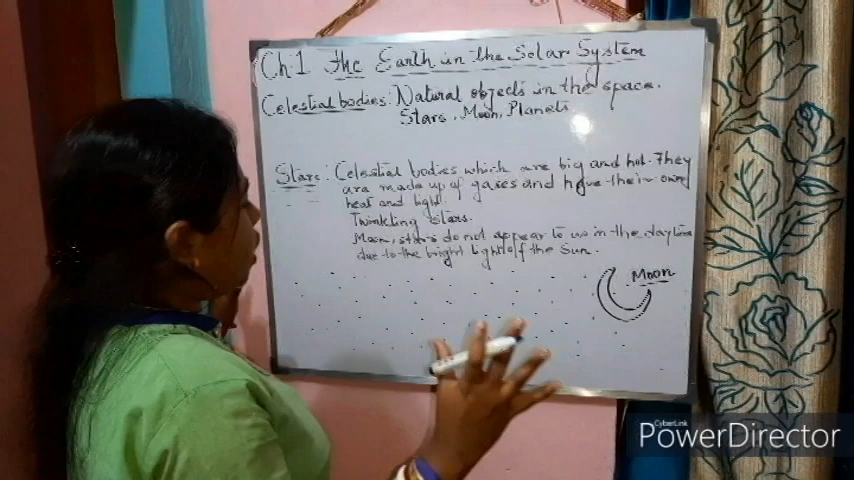 Ch:1 The Earth in the Solar System
Celestial bodies: Natural objects in the space.
Stars, Moon, Planets
Stars: Celestial bodies which are big and hot. They
are made up of gases and have their own
heat and light.
Twinkling stars.
Moon, stars do not appear to us in the daytime
due to the bright light of the Sun.
Moon
CyberLink
PowerDirector